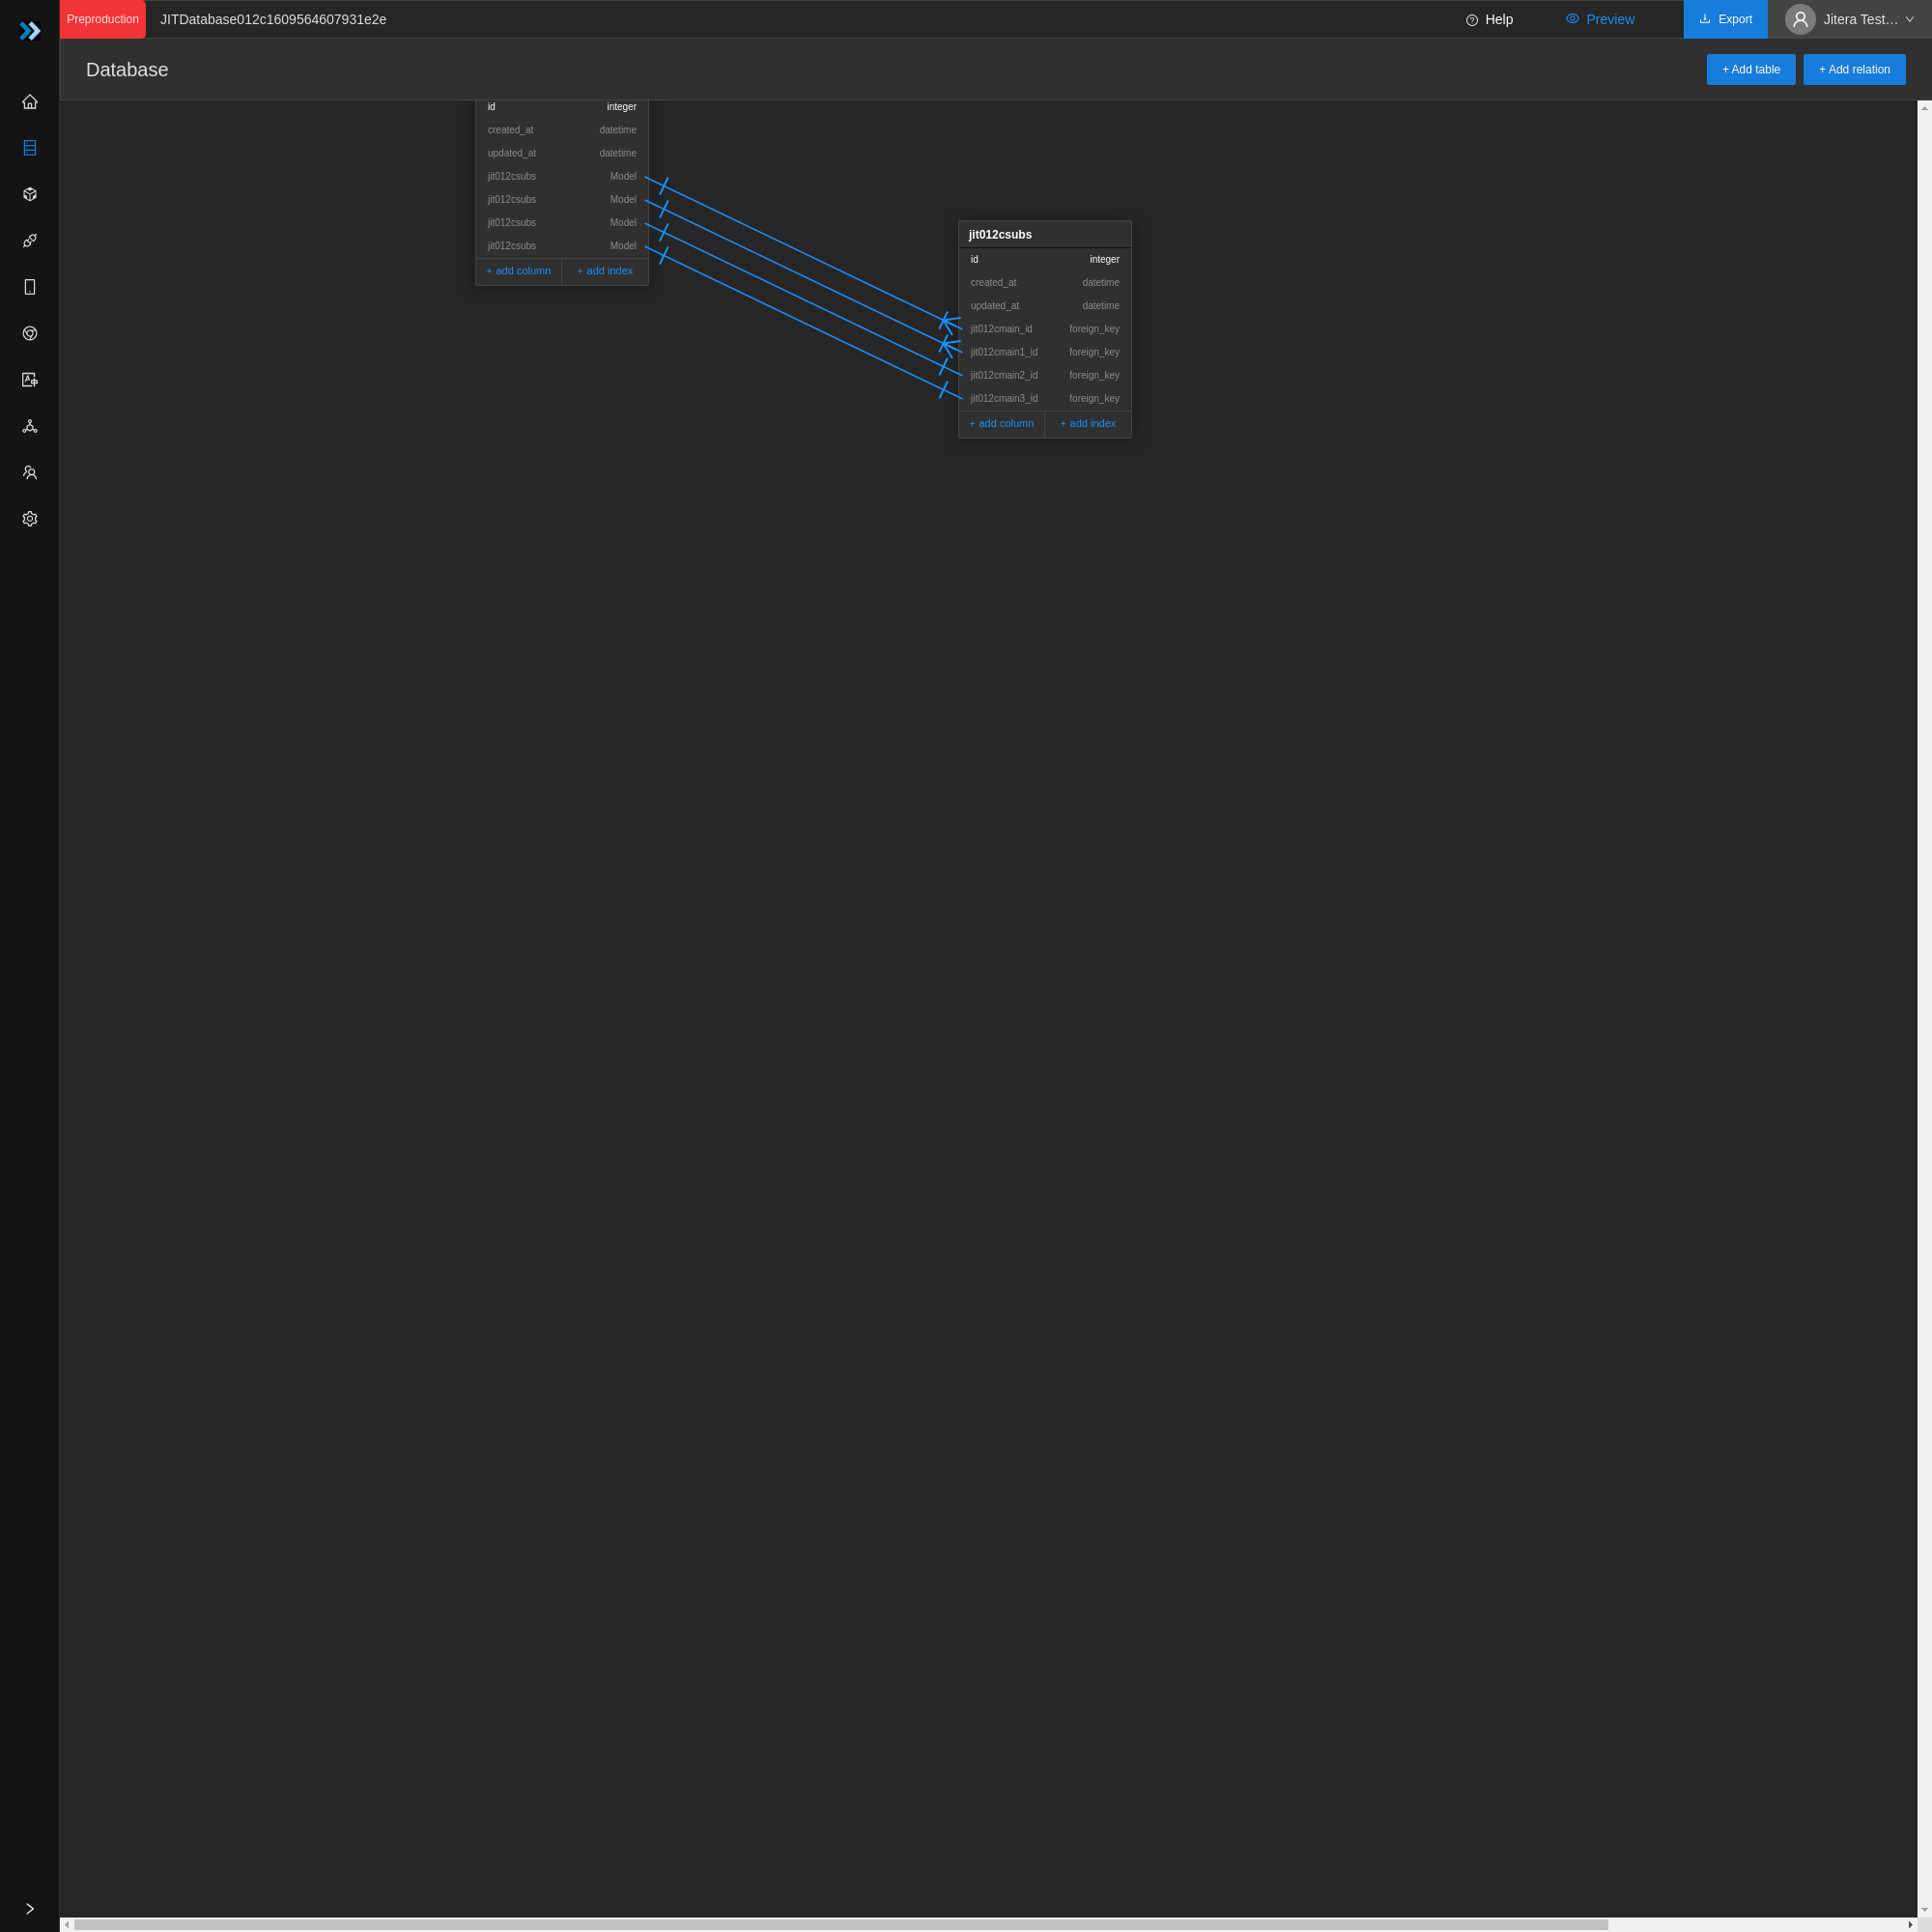 Preproduction JITDatabase012c1609564607931e2e Help Preview Export Jitera Test…
Database + Add table + Add relation
id integer
created_at datetime
updated_at datetime
jit012csubs Model
jit012csubs Model
jit012csubs Model
jit012csubs Model
+ add column + add index
jit012csubs
id integer
created_at datetime
updated_at datetime
jit012cmain_id foreign_key
jit012cmain1_id foreign_key
jit012cmain2_id foreign_key
jit012cmain3_id foreign_key
+ add column + add index